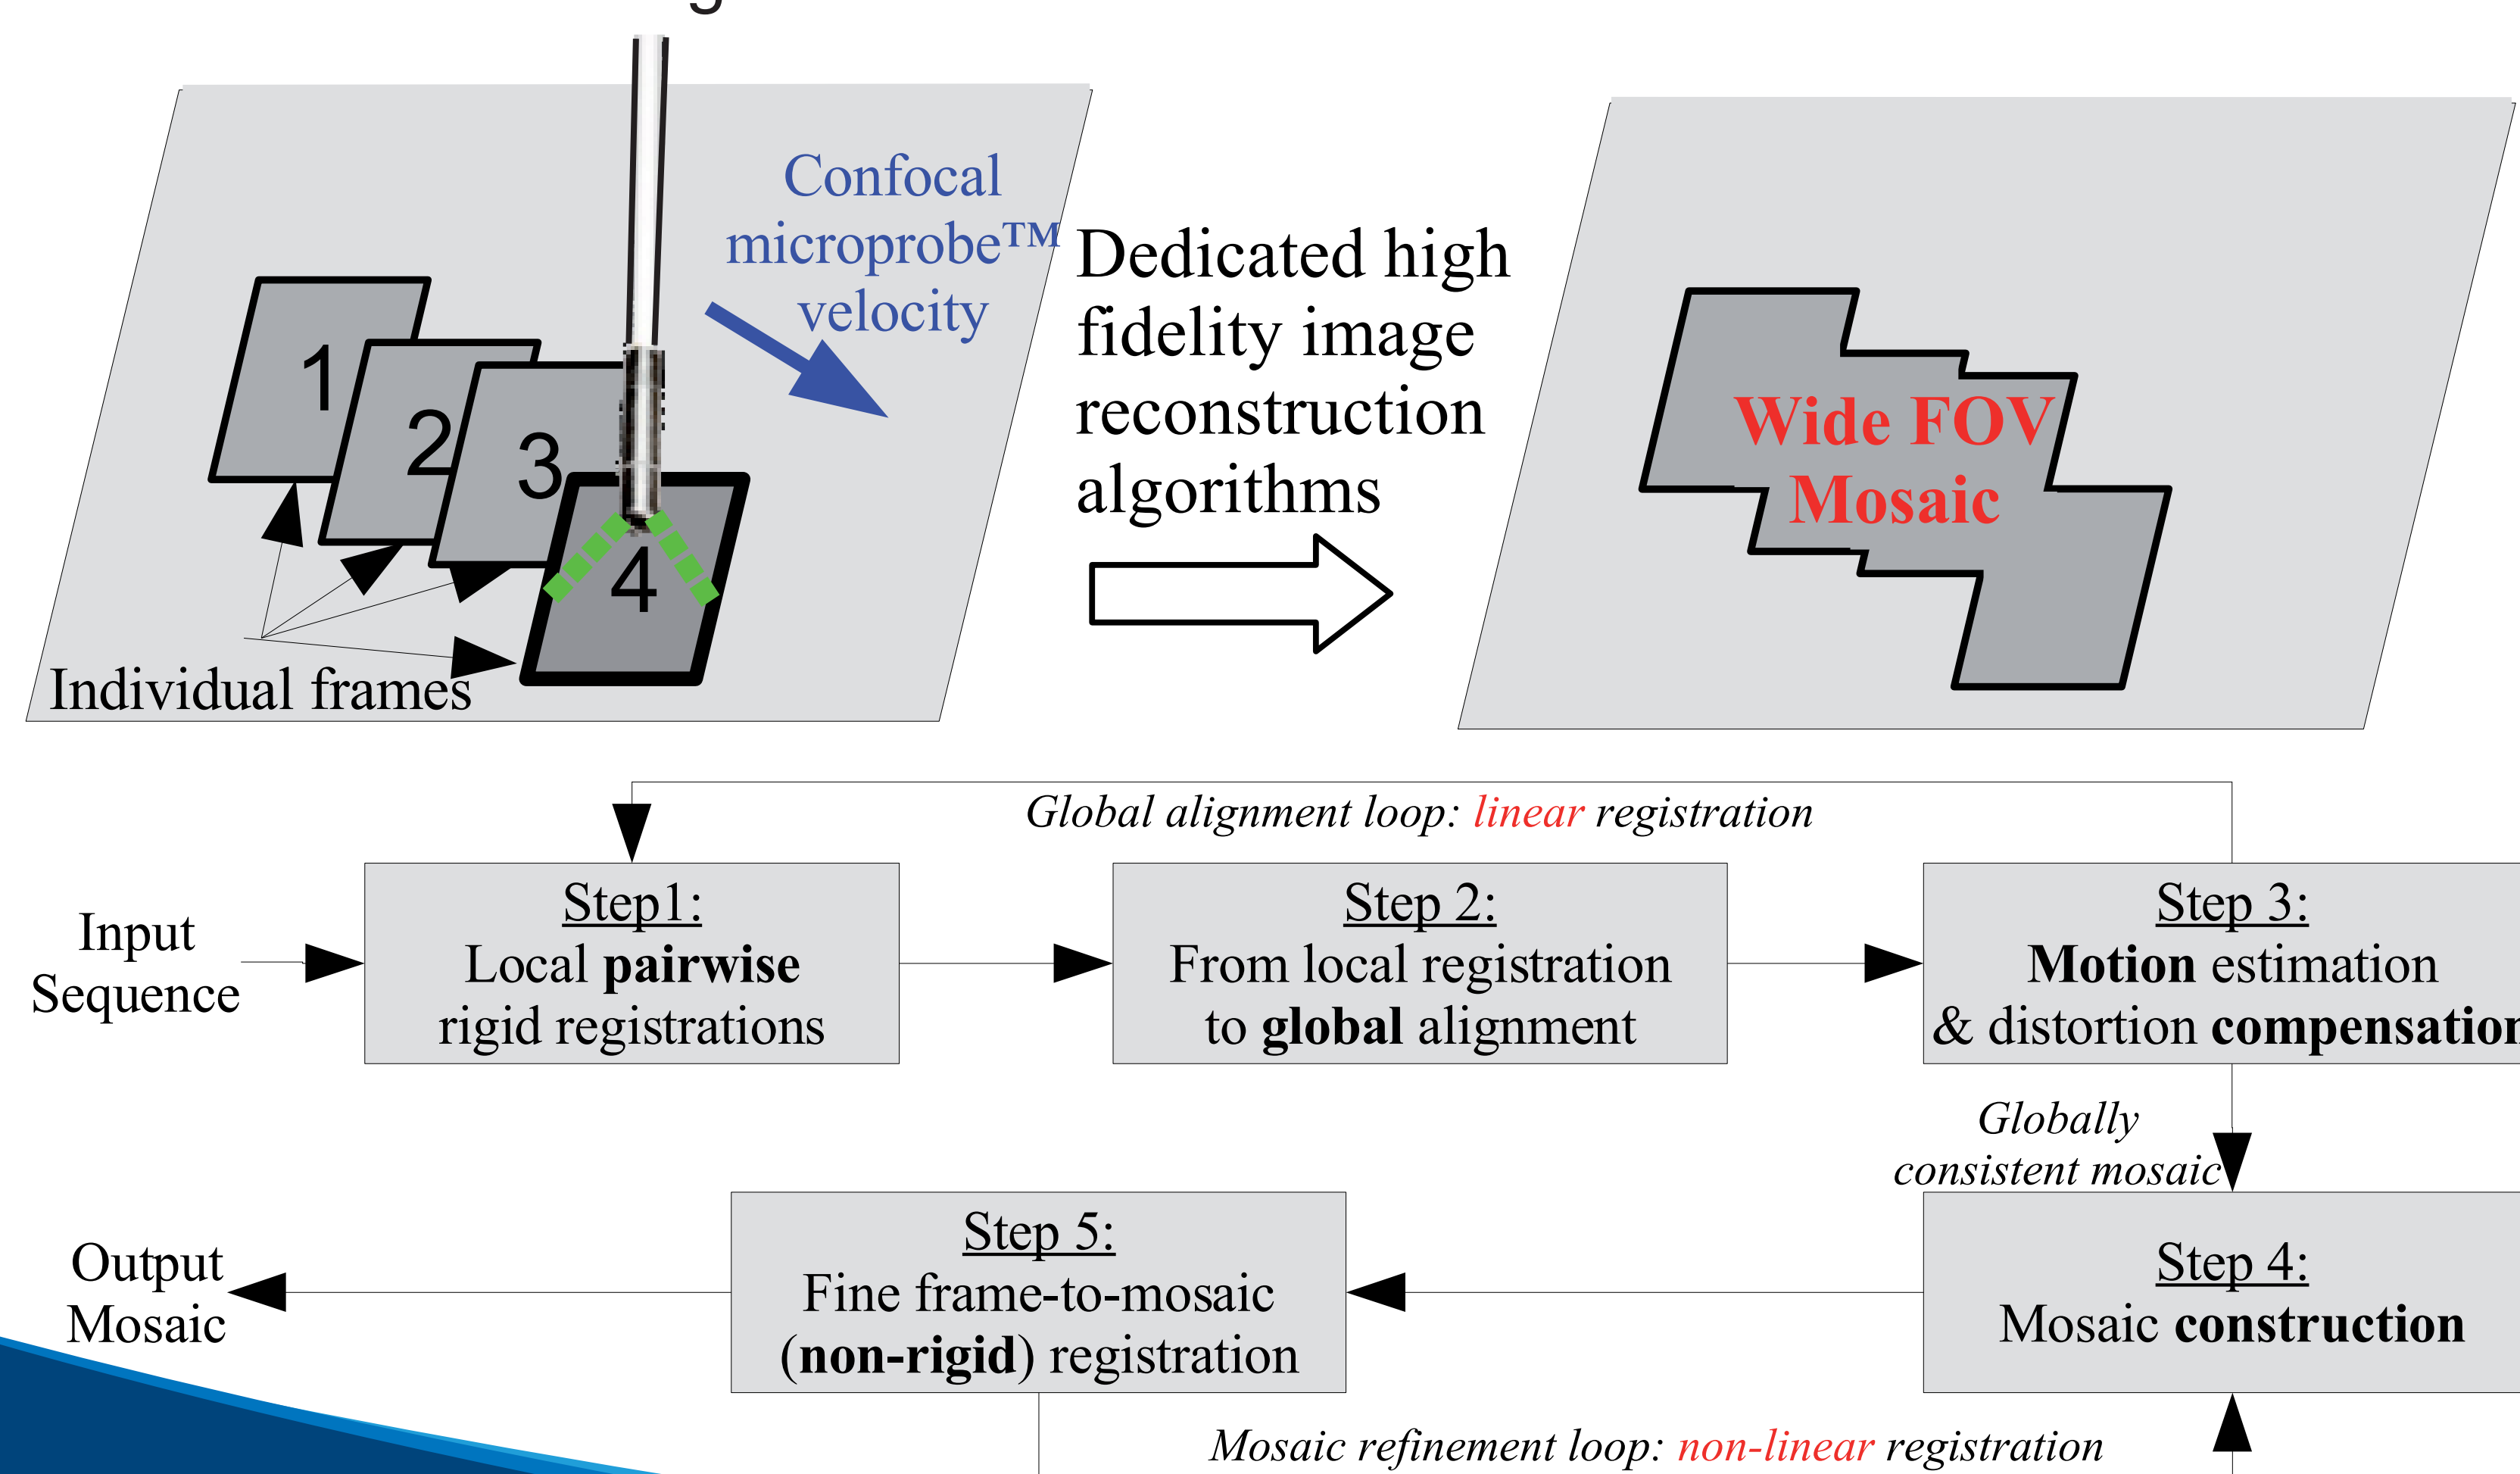 Confocal
microprobe™
velocity
1
2
3
4
Individual frames
Dedicated high
fidelity image
reconstruction
algorithms
Wide FOV
Mosaic
Global alignment loop: linear registration
Input
Sequence
Step1:
Local pairwise
rigid registrations
Step 2:
From local registration
to global alignment
Step 3:
Motion estimation
& distortion compensation
Globally
consistent mosaic
Step 4:
Mosaic construction
Step 5:
Fine frame-to-mosaic
(non-rigid) registration
Output
Mosaic
Mosaic refinement loop: non-linear registration